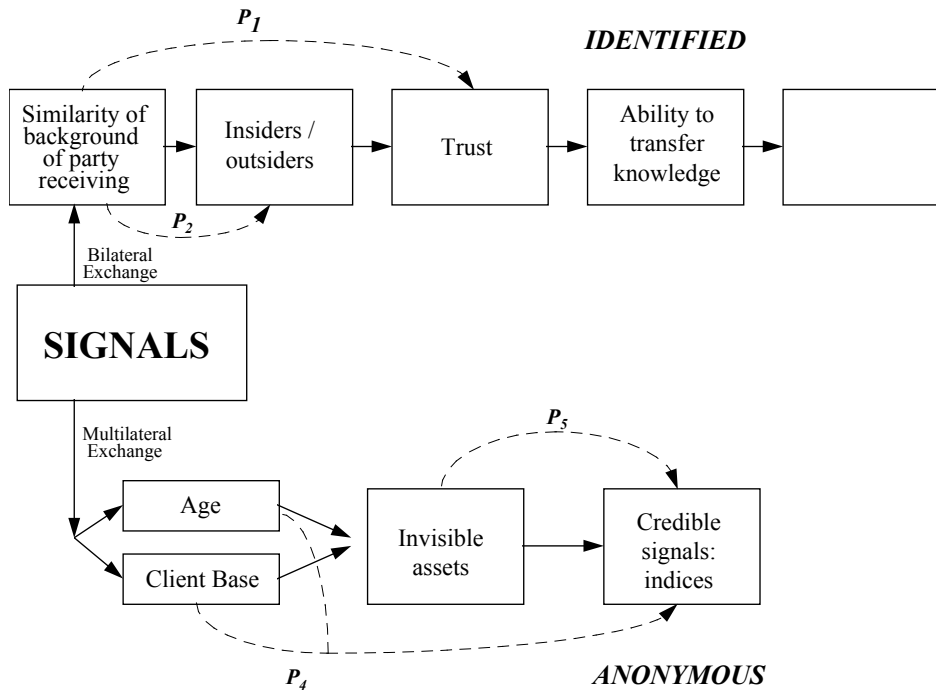 P1
IDENTIFIED
Similarity of
background
of party
receiving
Insiders /
outsiders
Trust
Ability to
transfer
knowledge
P2
Bilateral
Exchange
SIGNALS
Multilateral
Exchange
P5
Age
Client Base
Invisible
assets
Credible
signals:
indices
P4
ANONYMOUS